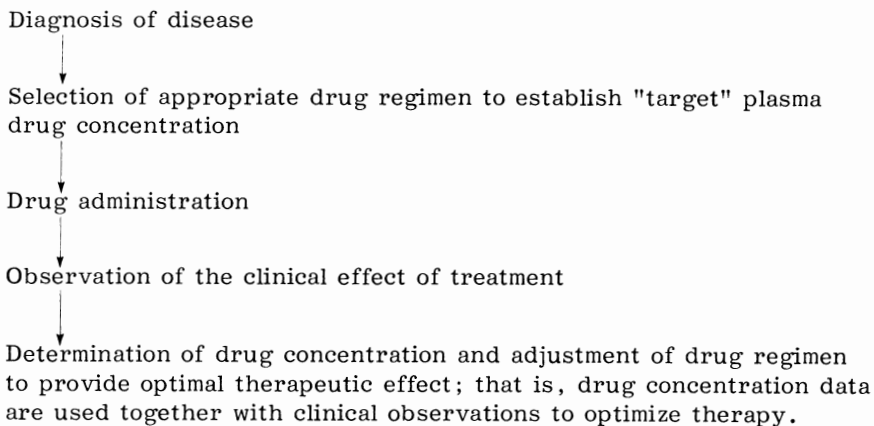 Diagnosis of disease
Selection of appropriate drug regimen to establish "target" plasma
drug concentration
Drug administration
Observation of the clinical effect of treatment
Determination of drug concentration and adjustment of drug regimen
to provide optimal therapeutic effect; that is, drug concentration data
are used together with clinical observations to optimize therapy.